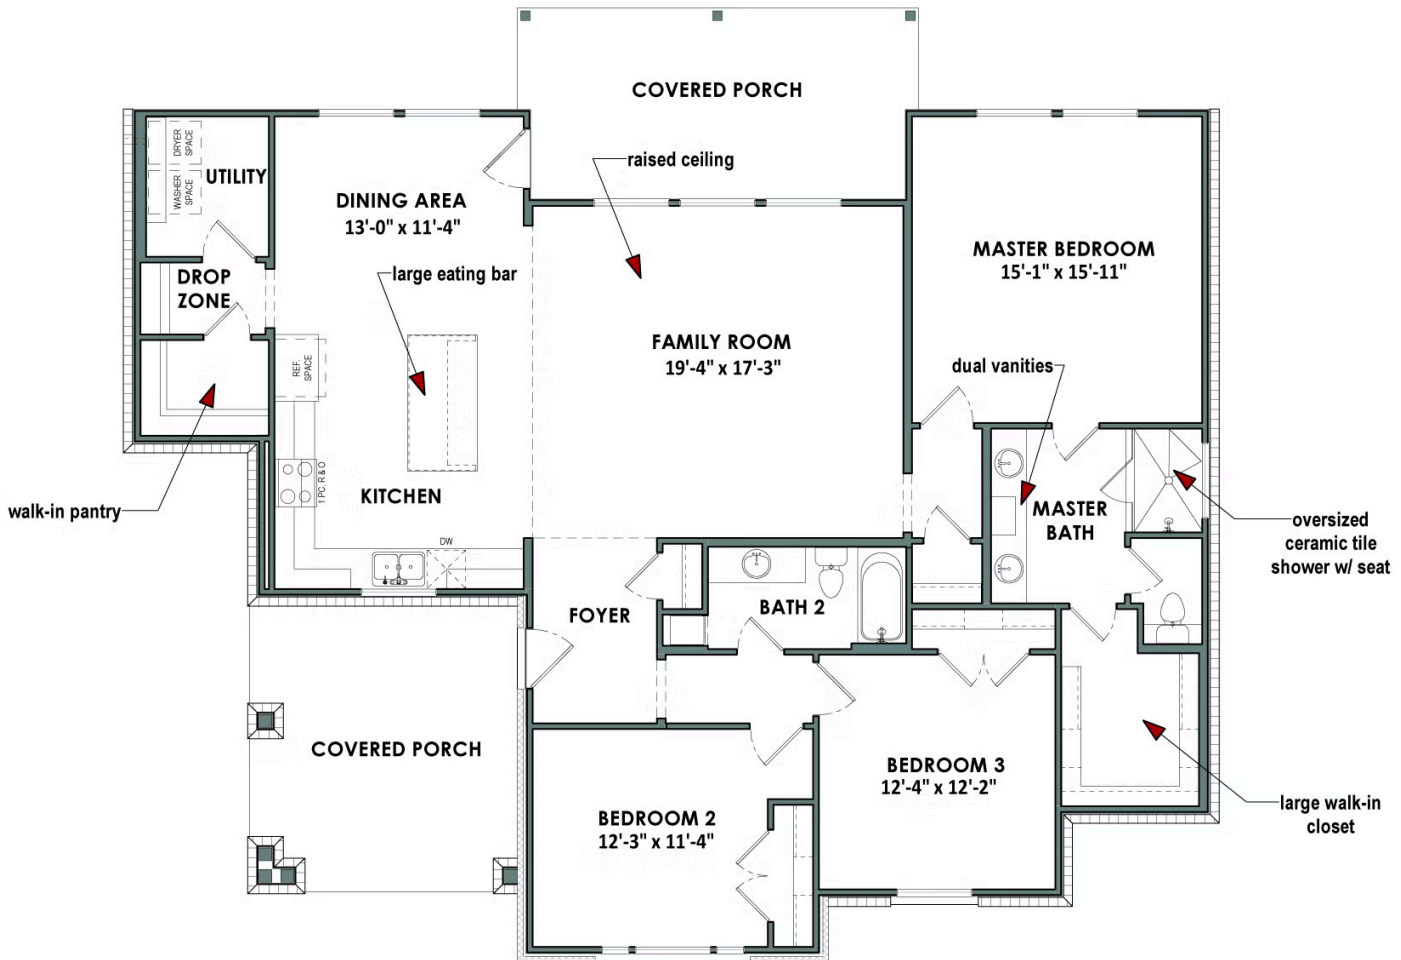 COVERED PORCH
raised ceiling
DRYER
SPACE
WASHER
SPACE
UTILITY
DINING AREA
13'-0" x 11'-4"
large eating bar
DROP
ZONE
MASTER BEDROOM
15'-1" x 15'-11"
FAMILY ROOM
19'-4" x 17'-3"
REF.
SPACE
dual vanities
1 PC. R & O
KITCHEN
walk-in pantry
MASTER
BATH
oversized
ceramic tile
shower w/ seat
DW
FOYER
BATH 2
COVERED PORCH
BEDROOM 3
12'-4" x 12'-2"
BEDROOM 2
12'-3" x 11'-4"
large walk-in
closet